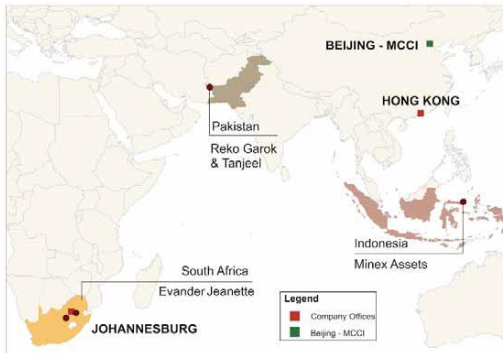 BEIJING - MCCI
HONG KONG
Pakistan
Reko Garok
& Tanjeel
Indonesia
Minex Assets
South Africa
Evander Jeanette
JOHANNESBURG
Legend
Company Offices
Beijing - MCCI